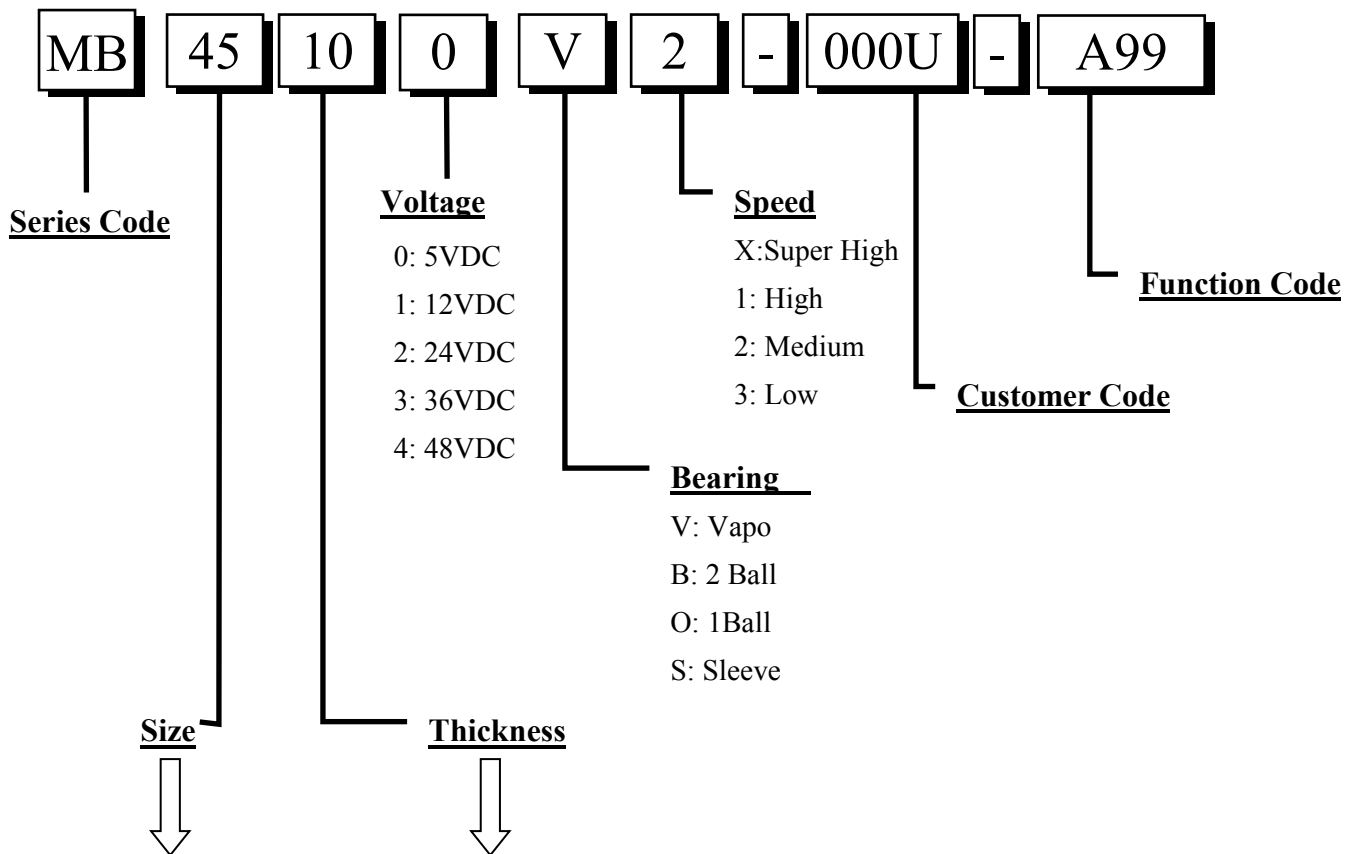 MB 45 10 0 V 2 - 000U - A99
Series Code
Voltage
0: 5VDC
1: 12VDC
2: 24VDC
3: 36VDC
4: 48VDC
Speed
X:Super High
1: High
2: Medium
3: Low
Function Code
Customer Code
Bearing
V: Vapo
B: 2 Ball
O: 1Ball
S: Sleeve
Size
Thickness